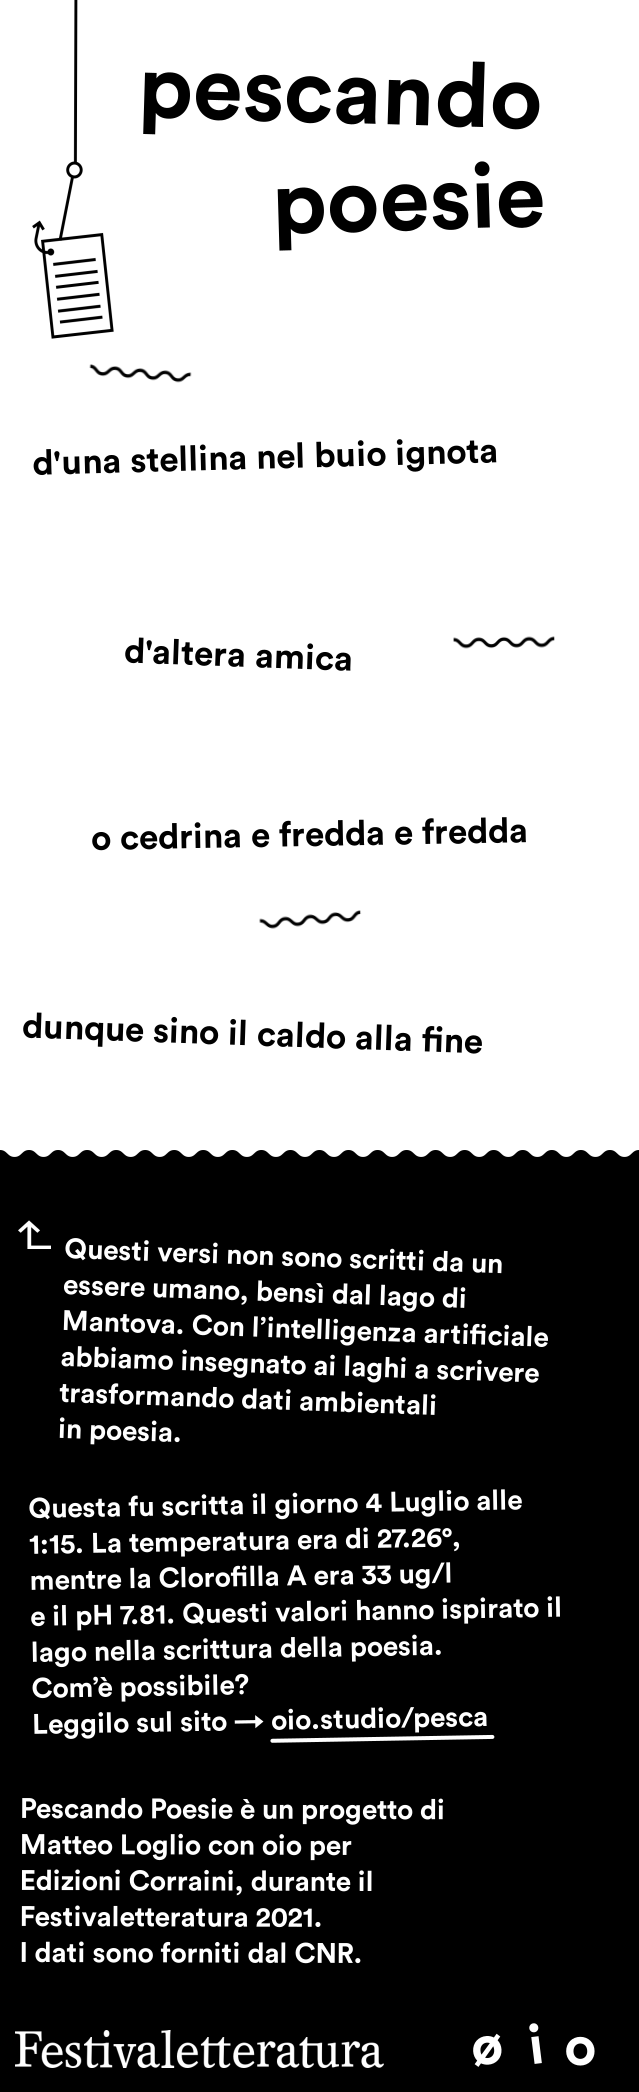 pescando
poesie
d'una stellina nel buio ignota
d'altera amica
o cedrina e fredda e fredda
dunque sino il caldo alla fine
Questi versi non sono scritti da un
essere umano, bensì dal lago di
Mantova. Con l’intelligenza artificiale
abbiamo insegnato ai laghi a scrivere
trasformando dati ambientali
in poesia.
Questa fu scritta il giorno 4 Luglio alle
1:15. La temperatura era di 27.26°,
mentre la Clorofilla A era 33 ug/l
e il pH 7.81. Questi valori hanno ispirato il
lago nella scrittura della poesia.
Com’è possibile?
Leggilo sul sito → oio.studio/pesca
Pescando Poesie è un progetto di
Matteo Loglio con oio per
Edizioni Corraini, durante il
Festivaletteratura 2021.
I dati sono forniti dal CNR.
Festivaletteratura øio